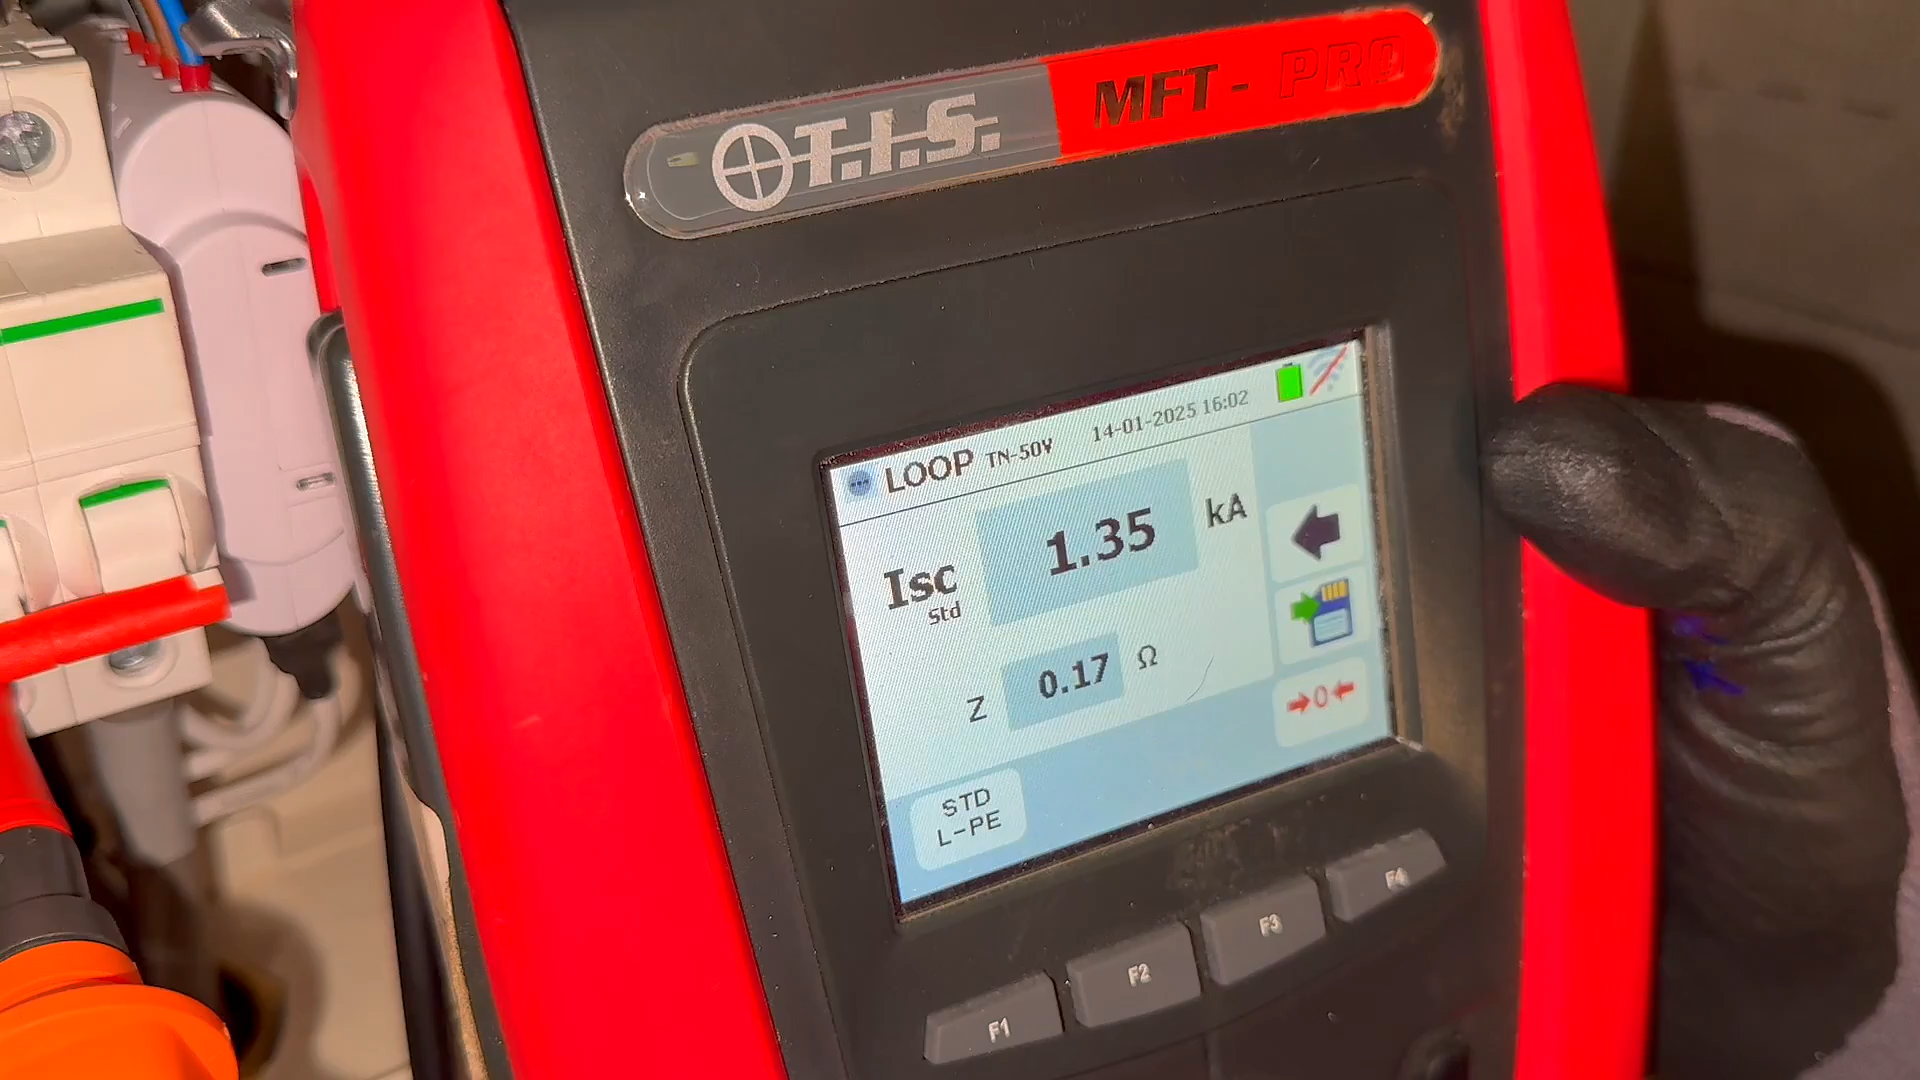 T.I.S.
MFT - PRO
LOOP TN-50V 14-01-2025 16:02
Isc 1.35 kA
Std
Z 0.17 Ω
→0←
STD
L-PE
F1 F2 F3 F4